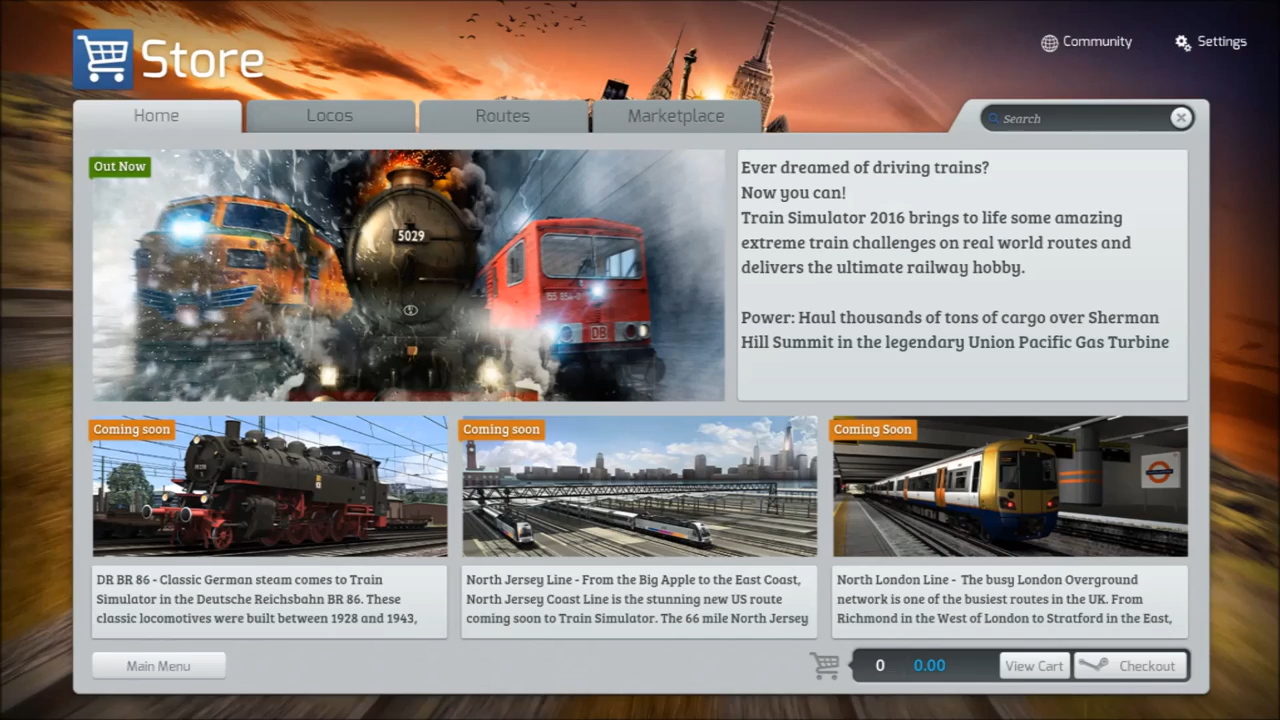 Store
Community
Settings
Home
Locos
Routes
Marketplace
Search
Out Now
5029
155 854-0
DB
Ever dreamed of driving trains?
Now you can!
Train Simulator 2016 brings to life some amazing
extreme train challenges on real world routes and
delivers the ultimate railway hobby.
Power: Haul thousands of tons of cargo over Sherman
Hill Summit in the legendary Union Pacific Gas Turbine
Coming soon
Coming soon
Coming Soon
DR BR 86 - Classic German steam comes to Train
Simulator in the Deutsche Reichsbahn BR 86. These
classic locomotives were built between 1928 and 1943,
North Jersey Line - From the Big Apple to the East Coast,
North Jersey Coast Line is the stunning new US route
coming soon to Train Simulator. The 66 mile North Jersey
North London Line - The busy London Overground
network is one of the busiest routes in the UK. From
Richmond in the West of London to Stratford in the East,
Main Menu
0
0.00
View Cart
Checkout